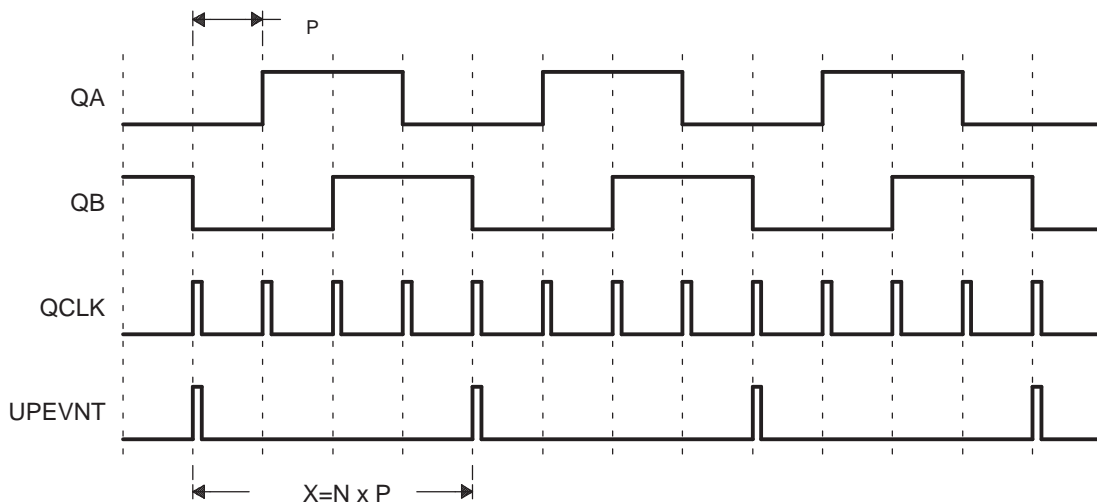 P
QA
QB
QCLK
UPEVNT
X=N x P